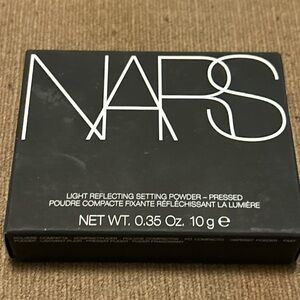 NARS
LIGHT REFLECTING SETTING POWDER – PRESSED
POUDRE COMPACTE FIXANTE RÉFLÉCHISSANT LA LUMIÈRE
NET WT. 0.35 Oz. 10 g ℮